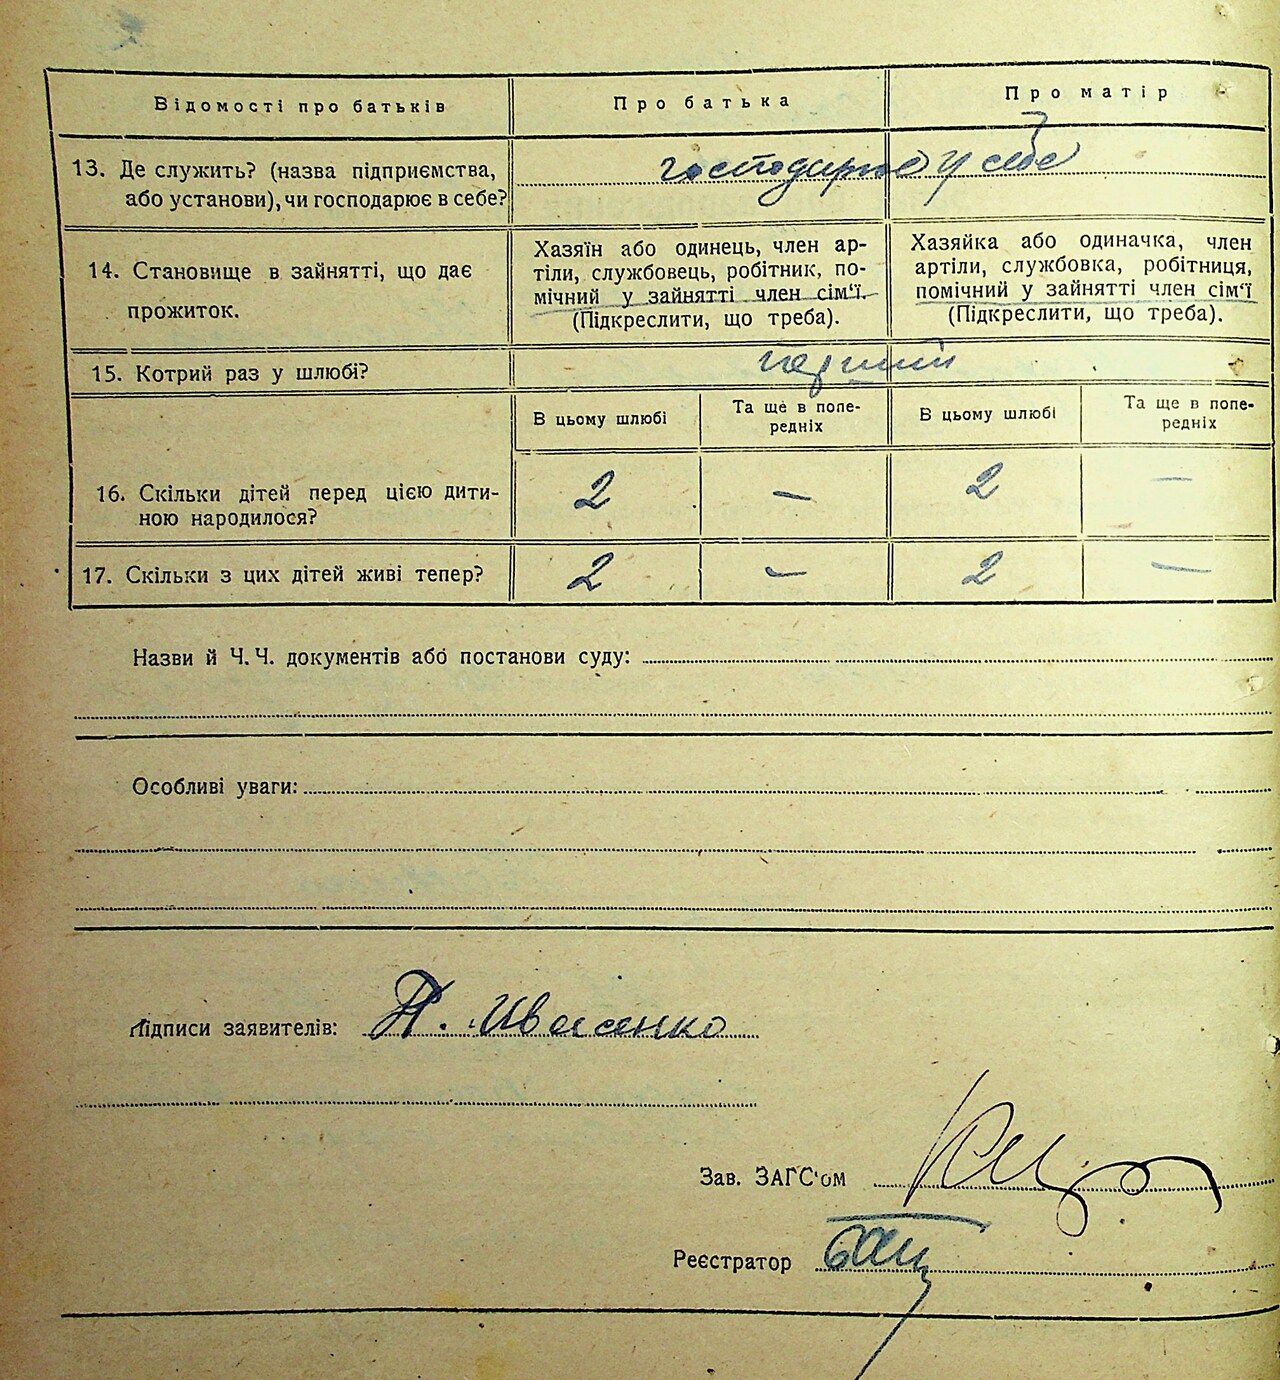 Відомості про батьків
Про батька
Про матір
13. Де служить? (назва підприємства,
або установи), чи господарює в себе?
господарює у себе
14. Становище в зайнятті, що дає
прожиток.
Хазяїн або одинець, член ар-
тіли, службовець, робітник, по-
мічний у зайнятті член сім‘ї.
(Підкреслити, що треба).
Хазяйка або одиначка, член
артіли, службовка, робітниця,
помічний у зайнятті член сім‘ї
(Підкреслити, що треба).
15. Котрий раз у шлюбі?
перший
В цьому шлюбі
Та ще в попе-
редніх
В цьому шлюбі
Та ще в попе-
редніх
16. Скільки дітей перед цією дити-
ною народилося?
2 — 2 —
17. Скільки з цих дітей живі тепер?
2 — 2 —
Назви й Ч. Ч. документів або постанови суду:
Особливі уваги:
Підписи заявителів:
Зав. ЗАГС‘ом
Реєстратор